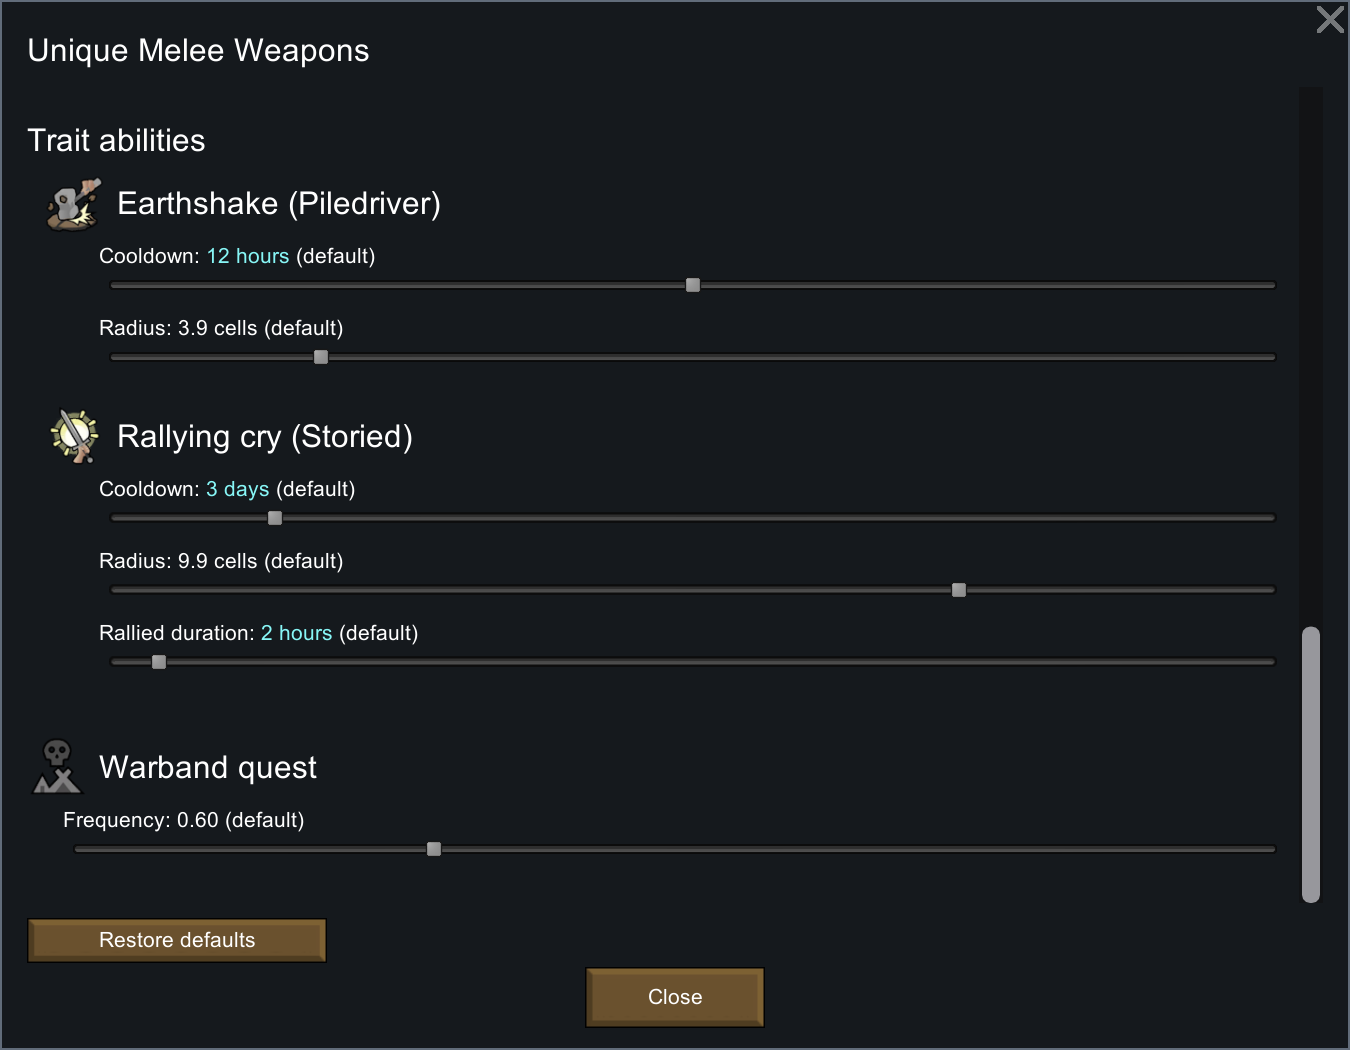 Unique Melee Weapons
Trait abilities
Earthshake (Piledriver)
Cooldown: 12 hours (default)
Radius: 3.9 cells (default)
Rallying cry (Storied)
Cooldown: 3 days (default)
Radius: 9.9 cells (default)
Rallied duration: 2 hours (default)
Warband quest
Frequency: 0.60 (default)
Restore defaults
Close